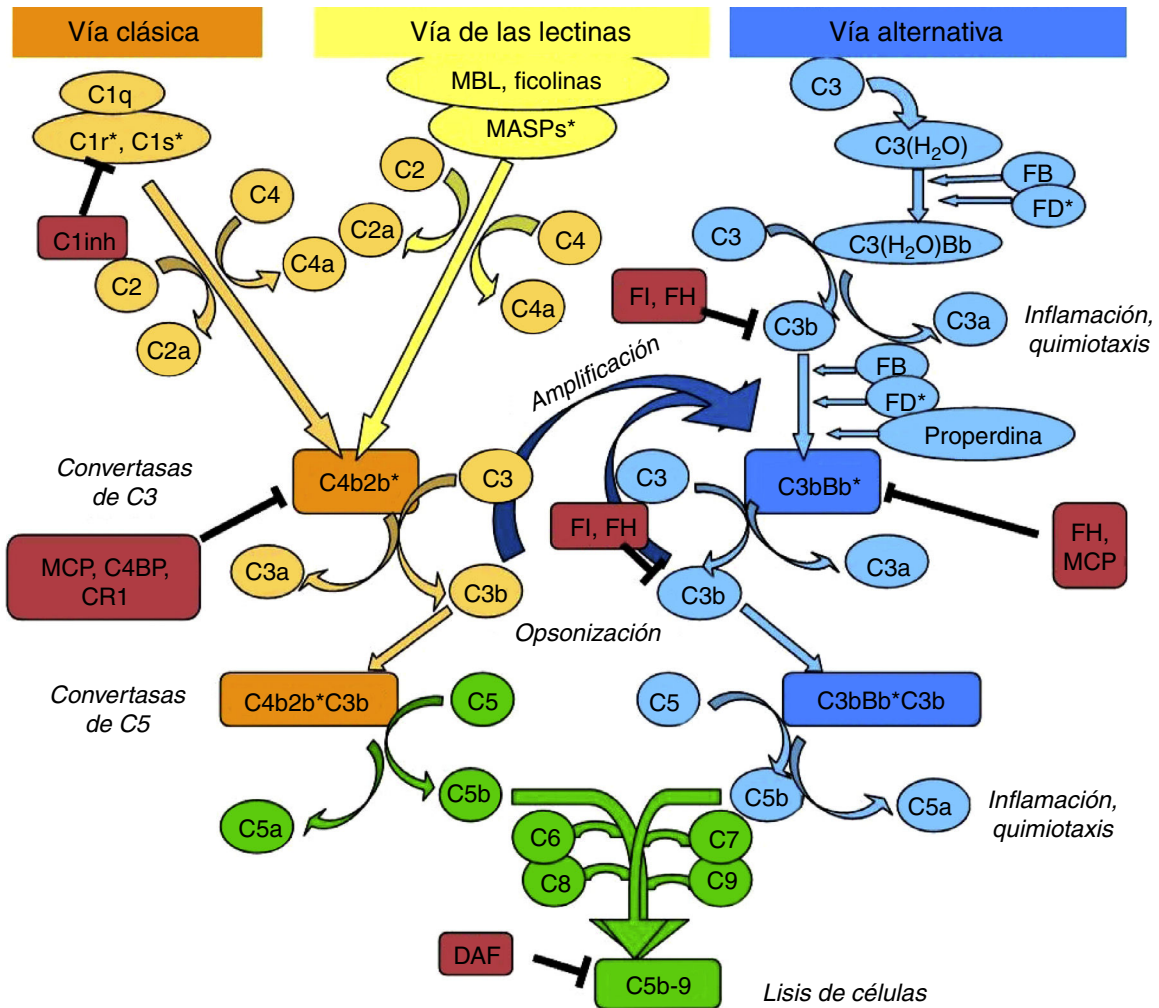 Vía clásica
Vía de las lectinas
Vía alternativa
C1q
C1r*, C1s*
C1inh
C2
C4
C2a
C4a
MBL, ficolinas
MASPs*
C2
C2a
C4
C4a
C3
C3(H₂O)
FB
FD*
C3(H₂O)Bb
C3
FI, FH
C3b
C3a
Inflamación,
quimiotaxis
FB
FD*
Properdina
Amplificación
Convertasas
de C3
C4b2b*
C3
MCP, C4BP,
CR1
C3a
C3b
C3
C3bBb*
FI, FH
C3b
C3a
FH,
MCP
Opsonización
Convertasas
de C5
C4b2b*C3b
C5
C5a
C5b
C5
C3bBb*C3b
C5b
C5a
Inflamación,
quimiotaxis
C6
C7
C8
C9
DAF
C5b-9
Lisis de células